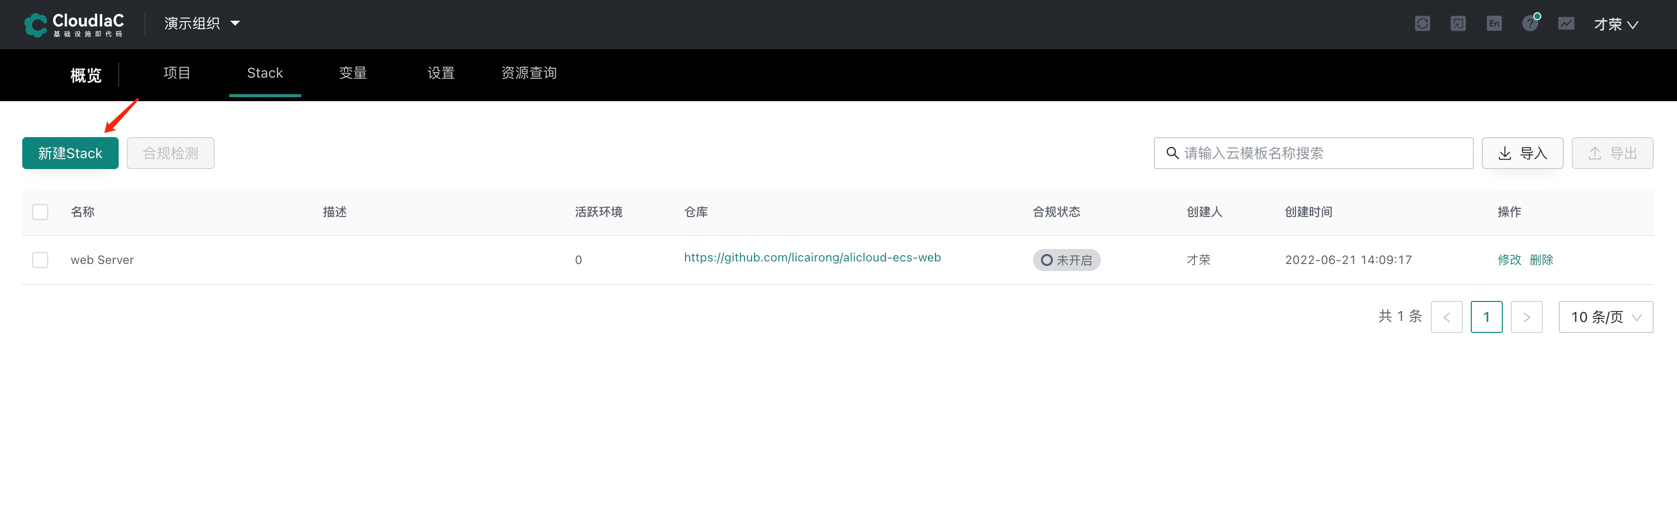 CloudIaC
基础设施即代码
演示组织
En
?
才荣
概览 项目 Stack 变量 设置 资源查询
新建Stack 合规检测 请输入云模板名称搜索 导入 导出
名称 描述 活跃环境 仓库 合规状态 创建人 创建时间 操作
web Server 0 https://github.com/licairong/alicloud-ecs-web 未开启 才荣 2022-06-21 14:09:17 修改 删除
共 1 条 < 1 > 10 条/页